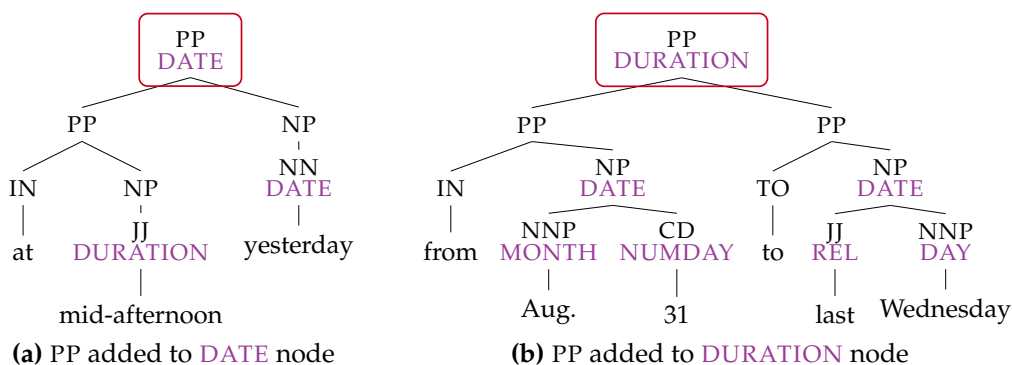 PP
DATE
PP
NP
IN
NP
NN
DATE
at
JJ
DURATION
yesterday
mid-afternoon
(a) PP added to DATE node
PP
DURATION
PP
PP
IN
NP
DATE
TO
NP
DATE
from
NNP
MONTH
CD
NUMDAY
to
JJ
REL
NNP
DAY
Aug.
31
last
Wednesday
(b) PP added to DURATION node